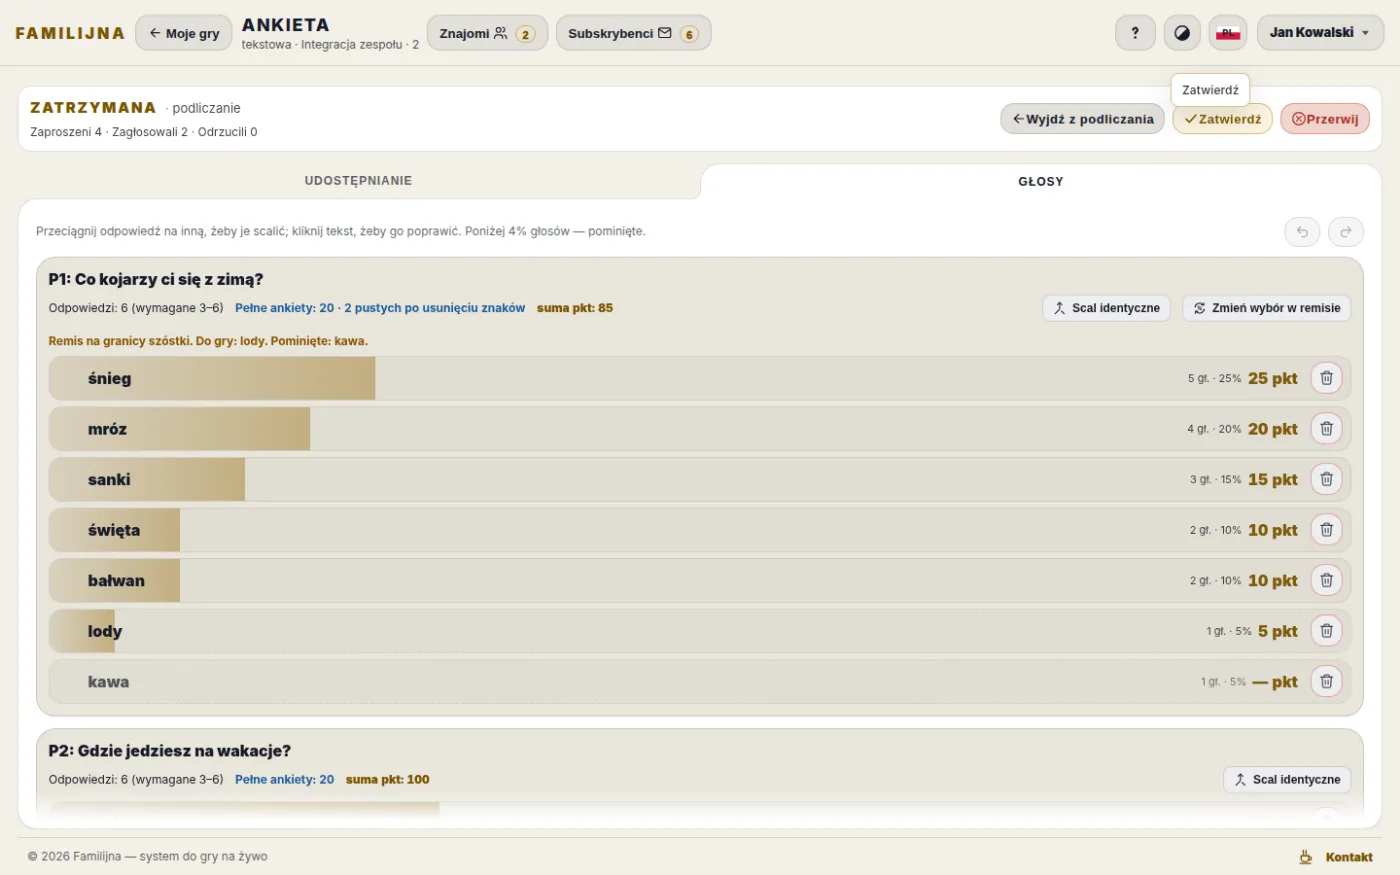 FAMILIJNA
← Moje gry
ANKIETA
tekstowa · Integracja zespołu · 2
Znajomi 2
Subskrybenci 6
?
PL
Jan Kowalski
Zatwierdź
ZATRZYMANA · podliczanie
Zaproszeni 4 · Zagłosowali 2 · Odrzucili 0
←Wyjdź z podliczania
Zatwierdź
Przerwij
UDOSTĘPNIANIE
GŁOSY
Przeciągnij odpowiedź na inną, żeby je scalić; kliknij tekst, żeby go poprawić. Poniżej 4% głosów — pominięte.
P1: Co kojarzy ci się z zimą?
Odpowiedzi: 6 (wymagane 3–6) Pełne ankiety: 20 · 2 pustych po usunięciu znaków suma pkt: 85
Scal identyczne
Zmień wybór w remisie
Remis na granicy szóstki. Do gry: lody. Pominięte: kawa.
śnieg 5 gł. · 25% 25 pkt
mróz 4 gł. · 20% 20 pkt
sanki 3 gł. · 15% 15 pkt
święta 2 gł. · 10% 10 pkt
bałwan 2 gł. · 10% 10 pkt
lody 1 gł. · 5% 5 pkt
kawa 1 gł. · 5% — pkt
P2: Gdzie jedziesz na wakacje?
Odpowiedzi: 6 (wymagane 3–6) Pełne ankiety: 20 suma pkt: 100
Scal identyczne
© 2026 Familijna — system do gry na żywo
Kontakt